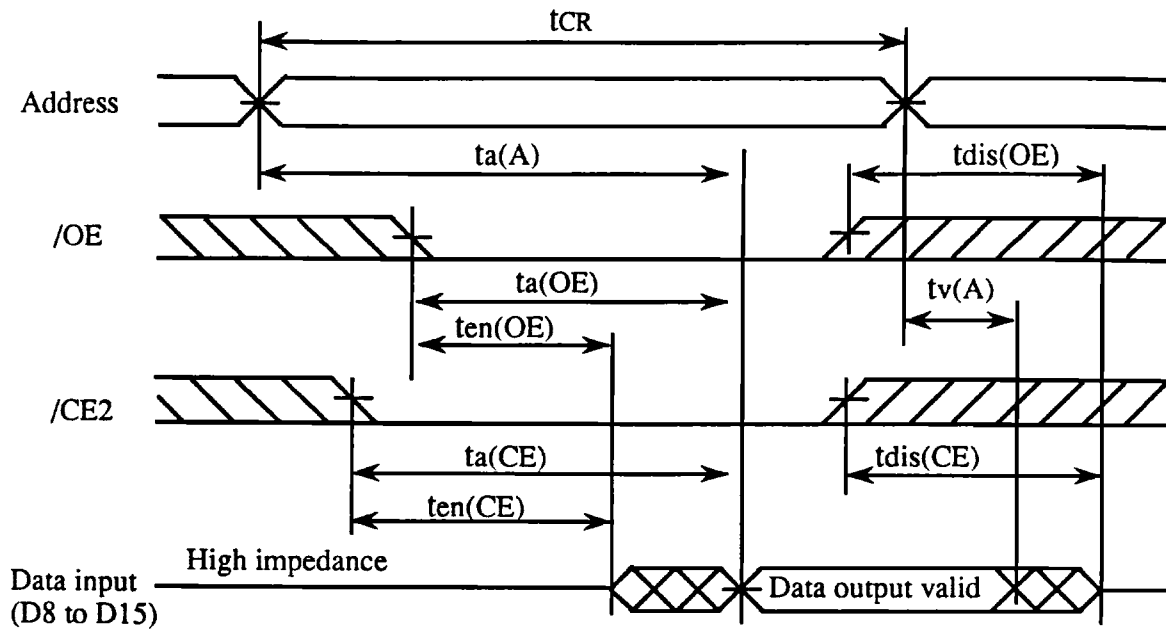 tCR
Address
ta(A)
tdis(OE)
/OE
ta(OE)
tv(A)
ten(OE)
/CE2
ta(CE)
tdis(CE)
ten(CE)
High impedance
Data input
(D8 to D15)
Data output valid